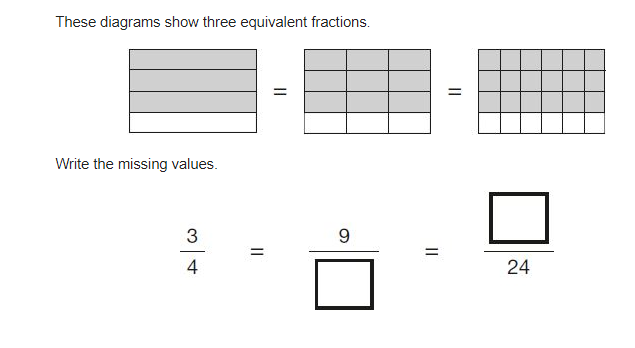 These diagrams show three equivalent fractions.
= =
Write the missing values.
3 9
= =
4 24